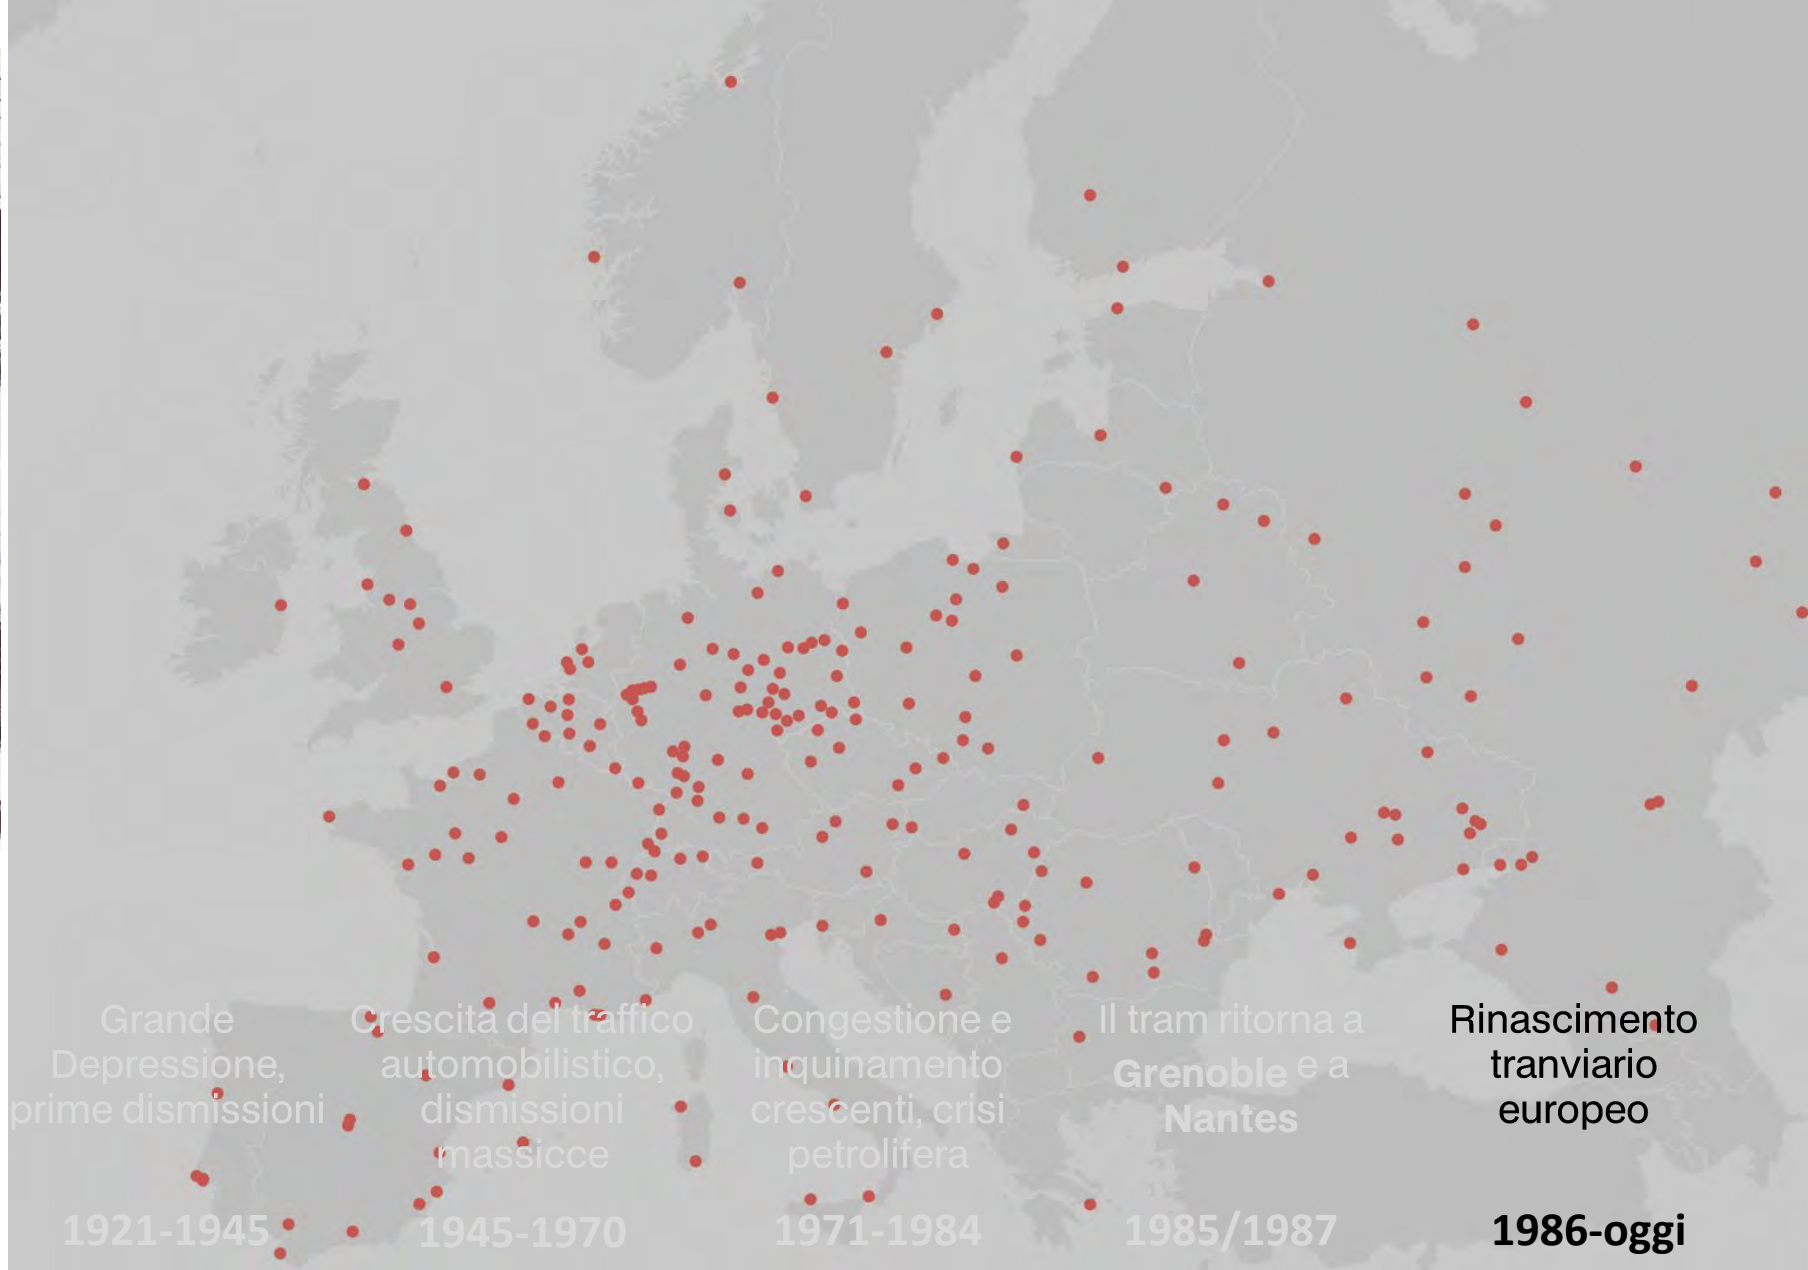 Grande
Depressione,
prime dismissioni
1921-1945
Crescita del traffico
automobilistico,
dismissioni
massicce
1945-1970
Congestione e
inquinamento
crescenti, crisi
petrolifera
1971-1984
Il tram ritorna a
Grenoble e a
Nantes
1985/1987
Rinascimento
tranviario
europeo
1986-oggi